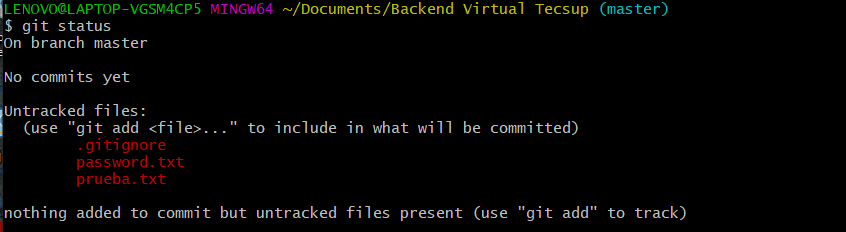 LENOVO@LAPTOP-VGSM4CP5 MINGW64 ~/Documents/Backend Virtual Tecsup (master)
$ git status
On branch master
No commits yet
Untracked files:
(use "git add <file>..." to include in what will be committed)
.gitignore
password.txt
prueba.txt
nothing added to commit but untracked files present (use "git add" to track)